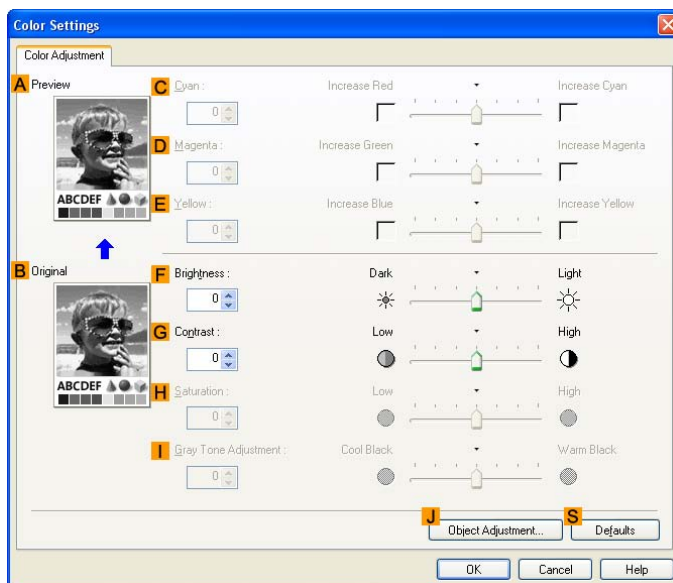 Color Settings
Color Adjustment
A Preview
ABCDEF
B Original
ABCDEF
C Cyan : Increase Red Increase Cyan
0
D Magenta : Increase Green Increase Magenta
0
E Yellow : Increase Blue Increase Yellow
0
F Brightness : Dark Light
0
G Contrast : Low High
0
H Saturation : Low High
0
I Gray Tone Adjustment : Cool Black Warm Black
0
J Object Adjustment... S Defaults
OK Cancel Help